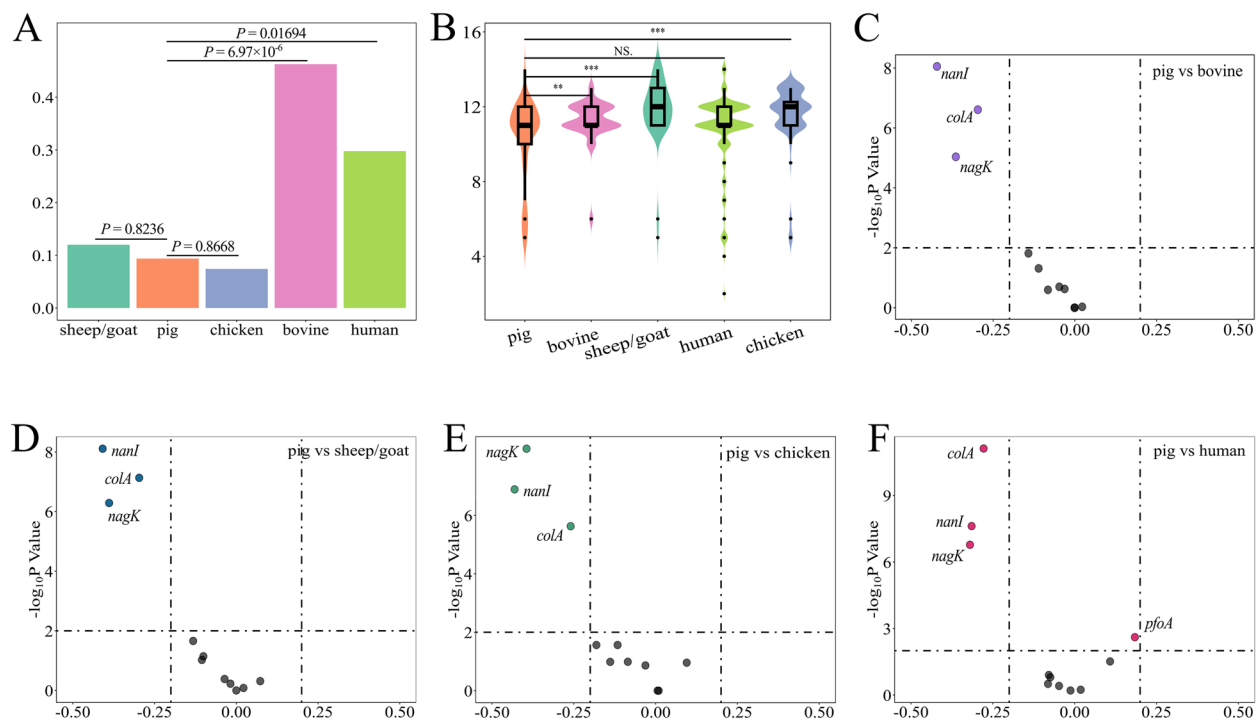 A
P = 0.01694
P = 6.97×10⁻⁶
P = 0.8236
P = 0.8668
0.4
0.3
0.2
0.1
0.0
sheep/goat pig chicken bovine human
B
16
12
8
4
***
NS.
***
**
pig bovine sheep/goat human chicken
C
pig vs bovine
-log₁₀P Value
8
6
4
2
0
nanI
colA
nagK
-0.50 -0.25 0.00 0.25 0.50
D
pig vs sheep/goat
-log₁₀P Value
8
6
4
2
0
nanI
colA
nagK
-0.50 -0.25 0.00 0.25 0.50
E
pig vs chicken
-log₁₀P Value
8
6
4
2
0
nagK
nanI
colA
-0.50 -0.25 0.00 0.25 0.50
F
pig vs human
-log₁₀P Value
9
6
3
0
colA
nanI
nagK
pfoA
-0.50 -0.25 0.00 0.25 0.50